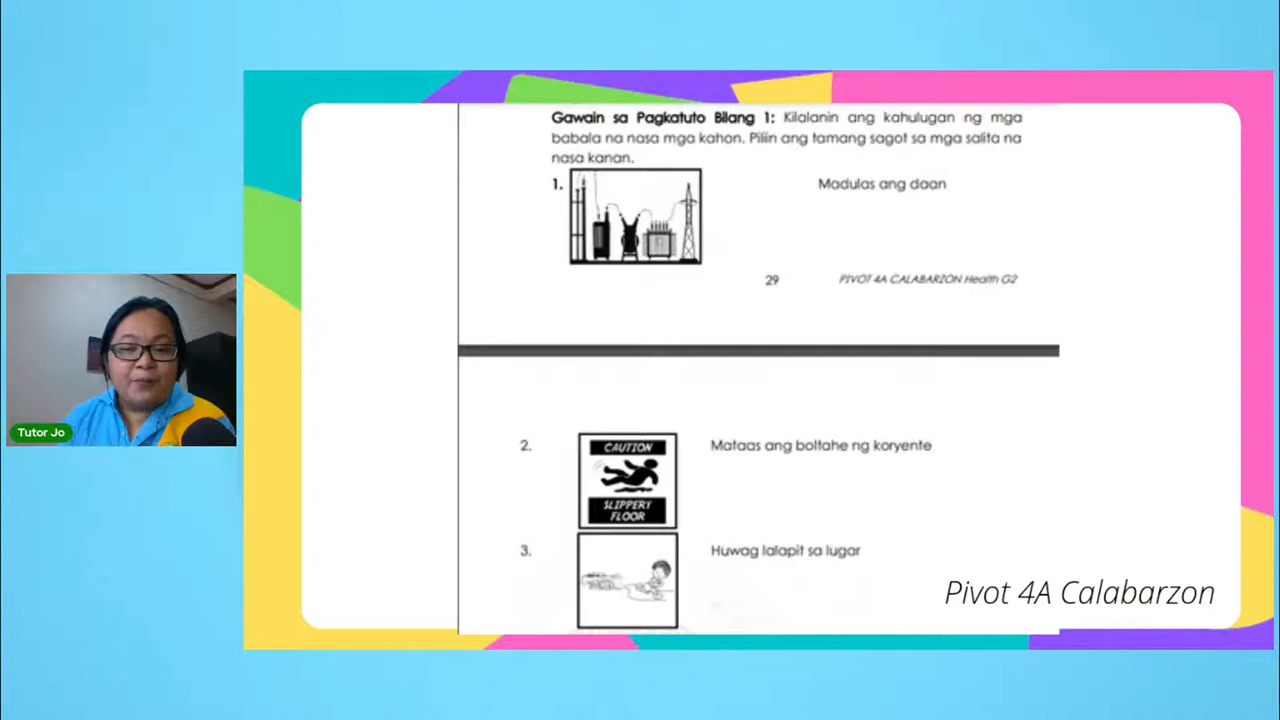 Gawain sa Pagkatuto Bilang 1: Kilalanin ang kahulugan ng mga
babala na nasa mga kahon. Piliin ang tamang sagot sa mga salita na
nasa kanan.
1.
Madulas ang daan
29
PIVOT 4A CALABARZON Health G2
2.
CAUTION
SLIPPERY
FLOOR
Mataas ang boltahe ng koryente
3.
Huwag lalapit sa lugar
Pivot 4A Calabarzon
Tutor Jo